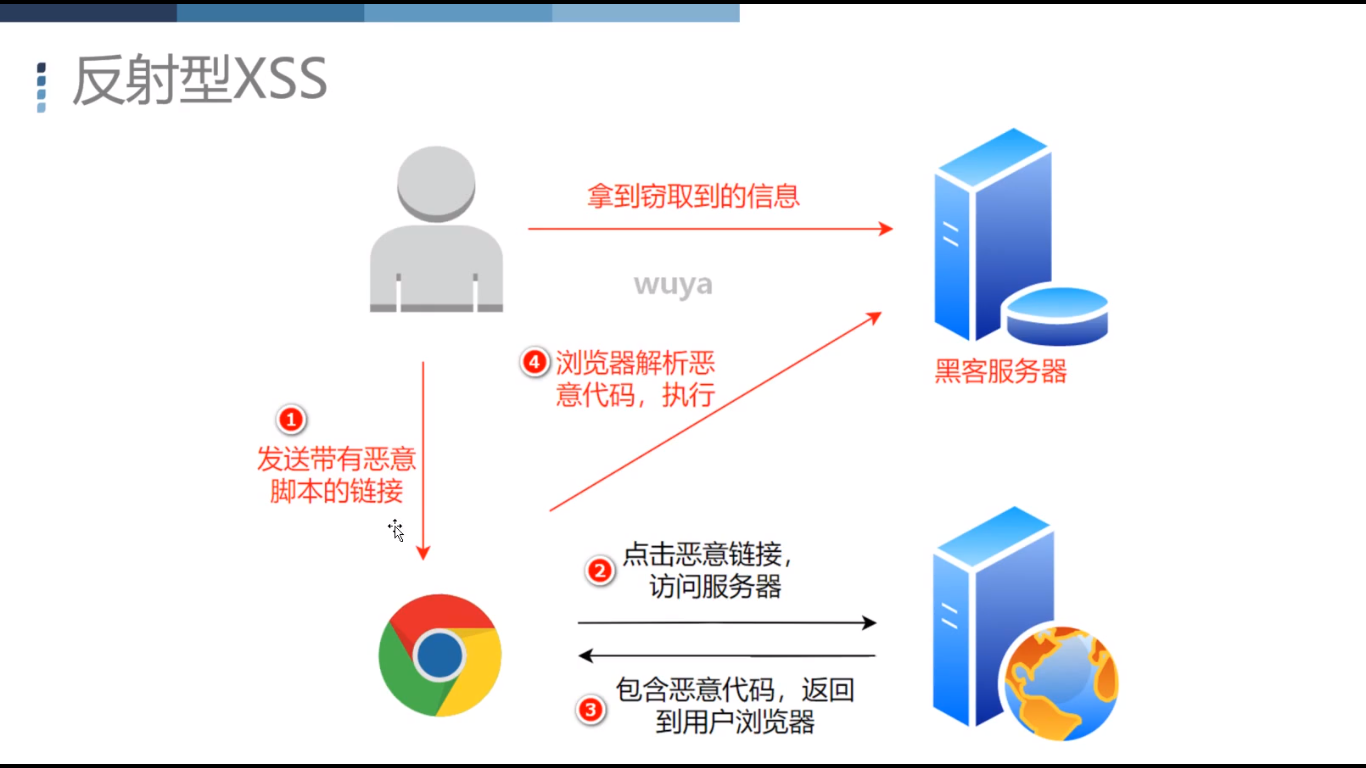 反射型XSS
拿到窃取到的信息
wuya
黑客服务器
4
浏览器解析恶
意代码，执行
1
发送带有恶意
脚本的链接
2
点击恶意链接，
访问服务器
3
包含恶意代码，返回
到用户浏览器